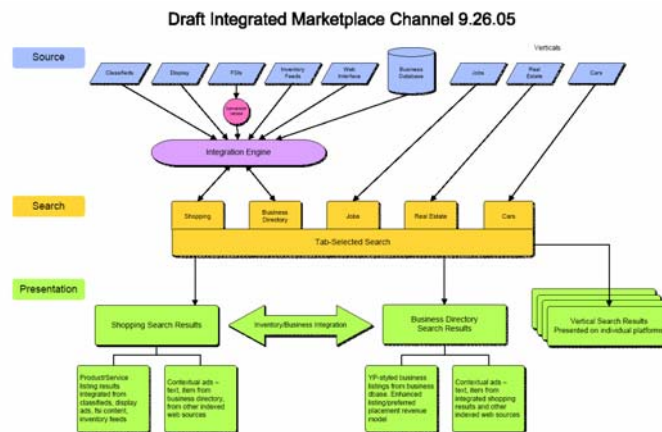 Draft Integrated Marketplace Channel 9.26.05
Source
Classifieds
Display
FSIs
Inventory
Feeds
Web
Interface
Business
Database
Verticals
Jobs
Real
Estate
Cars
Integration Engine
Search
Shopping
Business
Directory
Jobs
Real Estate
Cars
Tab-Selected Search
Presentation
Shopping Search Results
Inventory/Business Integration
Business Directory
Search Results
Vertical Search Results
Presented on individual platforms
Product/Service
listing results
integrated from
classifieds, display
ads, fsi content,
inventory feeds
Contextual ads –
text, item from
business directory,
from other indexed
web sources
YP-styled business
listings from business
dbase. Enhanced
listing/preferred
placement revenue
model
Contextual ads –
text, item from
integrated shopping
results and other
indexed web sources